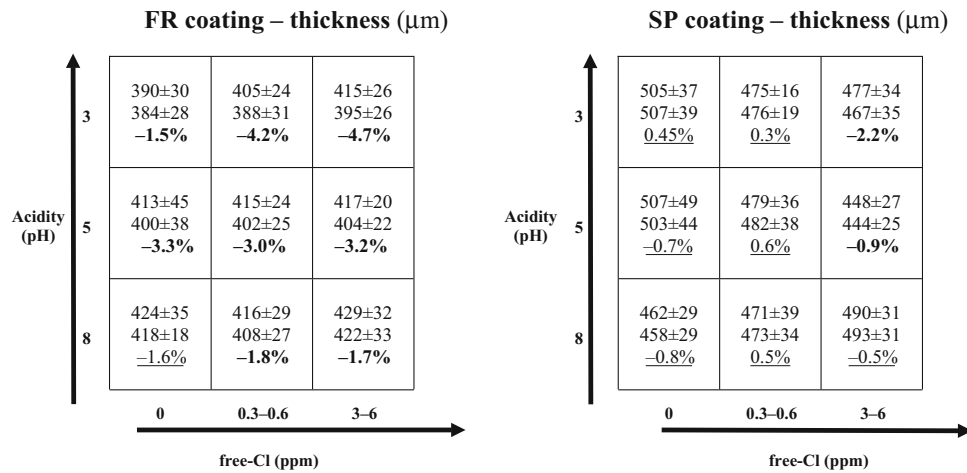 FR coating – thickness (μm)
390±30 405±24 415±26
384±28 388±31 395±26
3
–1.5% –4.2% –4.7%
413±45 415±24 417±20
Acidity
(pH)
5
400±38 402±25 404±22
–3.3% –3.0% –3.2%
424±35 416±29 429±32
8
418±18 408±27 422±33
–1.6% –1.8% –1.7%
0 0.3–0.6 3–6
free-Cl (ppm)
SP coating – thickness (μm)
505±37 475±16 477±34
3
507±39 476±19 467±35
0.45% 0.3% –2.2%
507±49 479±36 448±27
Acidity
(pH)
5
503±44 482±38 444±25
–0.7% 0.6% –0.9%
462±29 471±39 490±31
8
458±29 473±34 493±31
–0.8% 0.5% –0.5%
0 0.3–0.6 3–6
free-Cl (ppm)